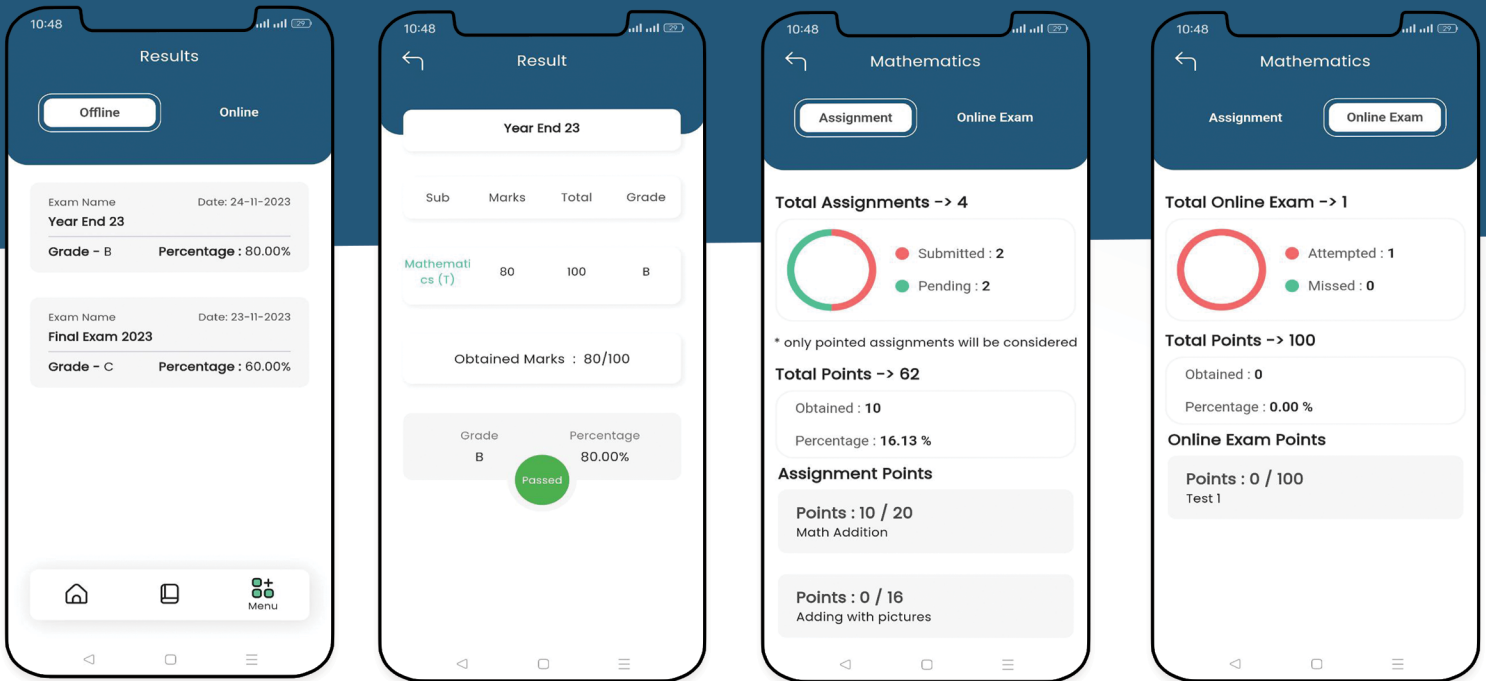 10:48
29
Results
Offline
Online
Exam Name
Date: 24-11-2023
Year End 23
Grade - B
Percentage : 80.00%
Exam Name
Date: 23-11-2023
Final Exam 2023
Grade - C
Percentage : 60.00%
Menu
10:48
29
Result
Year End 23
Sub Marks Total Grade
Mathemati
cs (T)
80 100 B
Obtained Marks : 80/100
Grade Percentage
B 80.00%
Passed
10:48
29
Mathematics
Assignment
Online Exam
Total Assignments -> 4
Submitted : 2
Pending : 2
* only pointed assignments will be considered
Total Points -> 62
Obtained : 10
Percentage : 16.13 %
Assignment Points
Points : 10 / 20
Math Addition
Points : 0 / 16
Adding with pictures
10:48
29
Mathematics
Assignment
Online Exam
Total Online Exam -> 1
Attempted : 1
Missed : 0
Total Points -> 100
Obtained : 0
Percentage : 0.00 %
Online Exam Points
Points : 0 / 100
Test 1